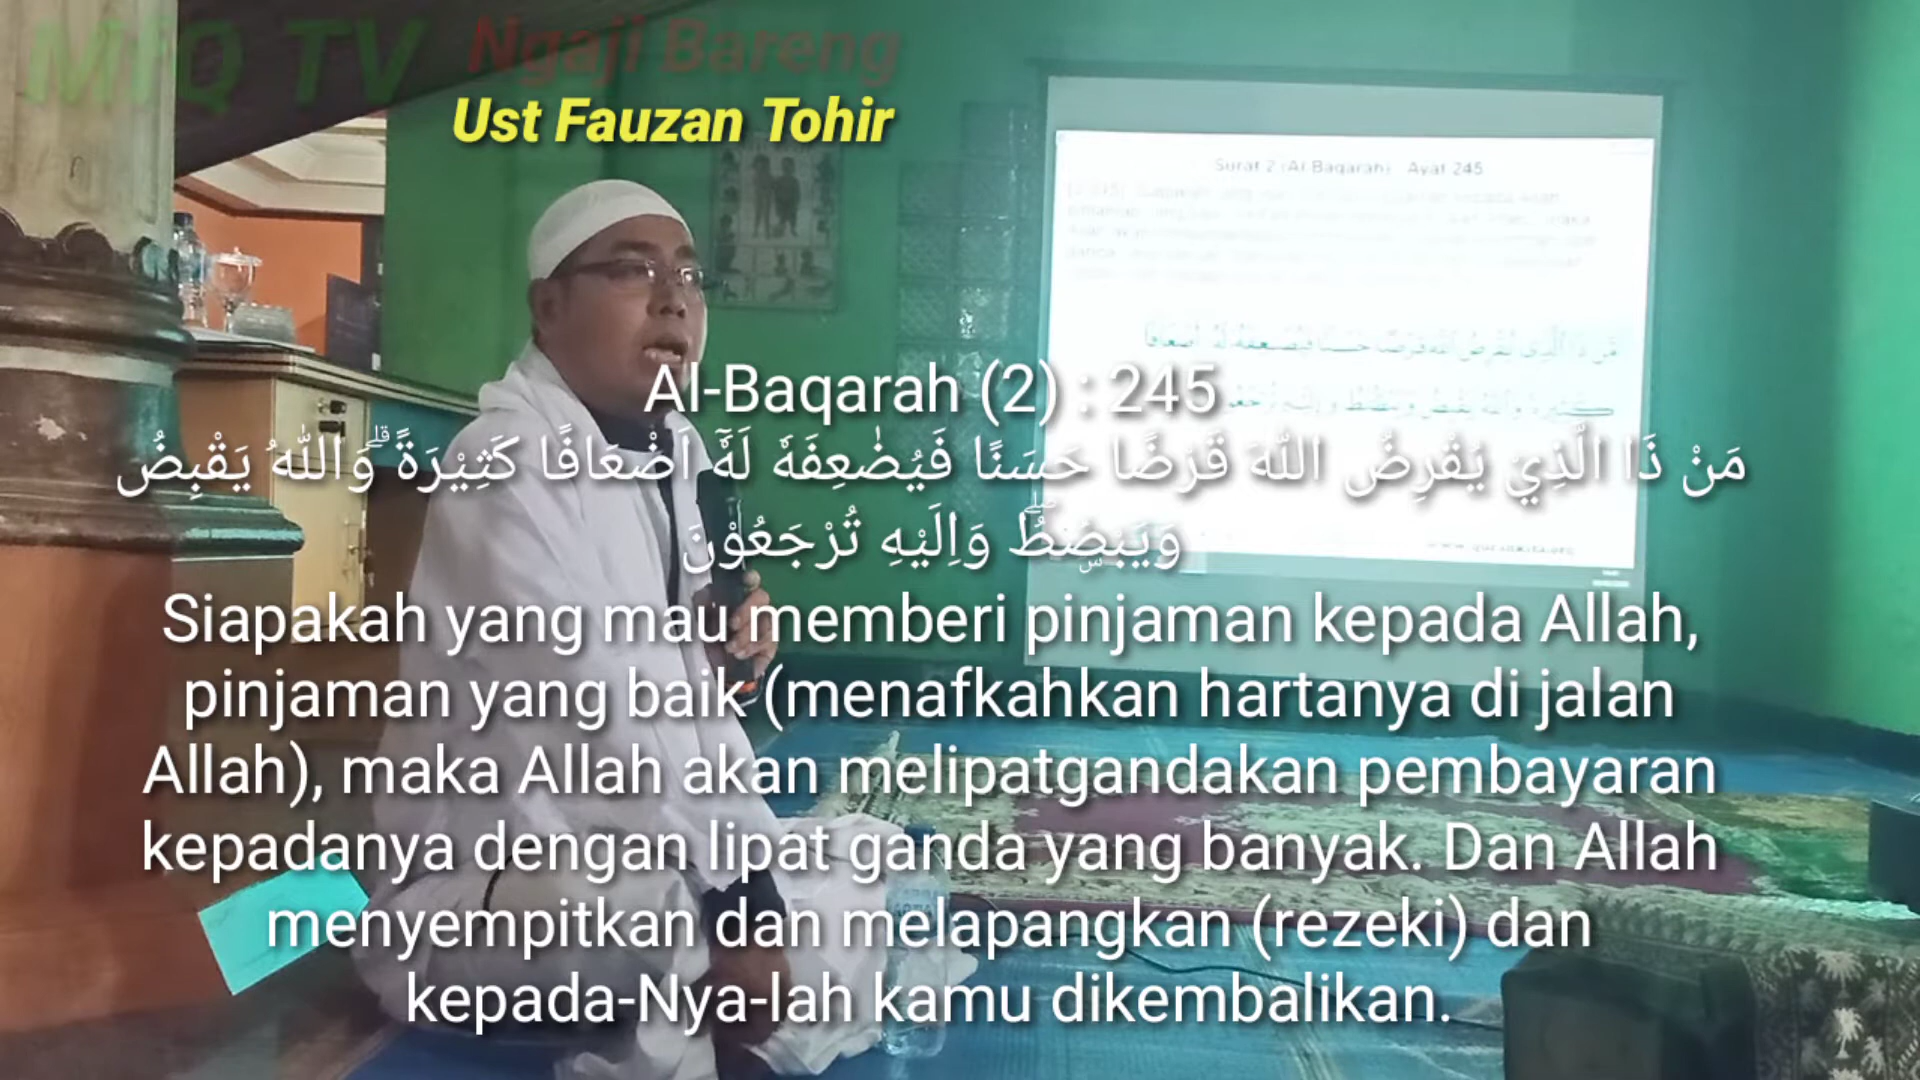 MFQ TV
Ngaji Bareng
Ust Fauzan Tohir
Surat 2 (Al Baqarah) Ayat 245
Al-Baqarah (2) : 245
مَنْ ذَا الَّذِيْ يُقْرِضُ اللّٰهَ قَرْضًا حَسَنًا فَيُضٰعِفَهٗ لَهٗٓ اَضْعَافًا كَثِيْرَةً ۗوَاللّٰهُ يَقْبِضُ
وَيَبْصُۣطُۖ وَاِلَيْهِ تُرْجَعُوْنَ
Siapakah yang mau memberi pinjaman kepada Allah,
pinjaman yang baik (menafkahkan hartanya di jalan
Allah), maka Allah akan melipatgandakan pembayaran
kepadanya dengan lipat ganda yang banyak. Dan Allah
menyempitkan dan melapangkan (rezeki) dan
kepada-Nya-lah kamu dikembalikan.